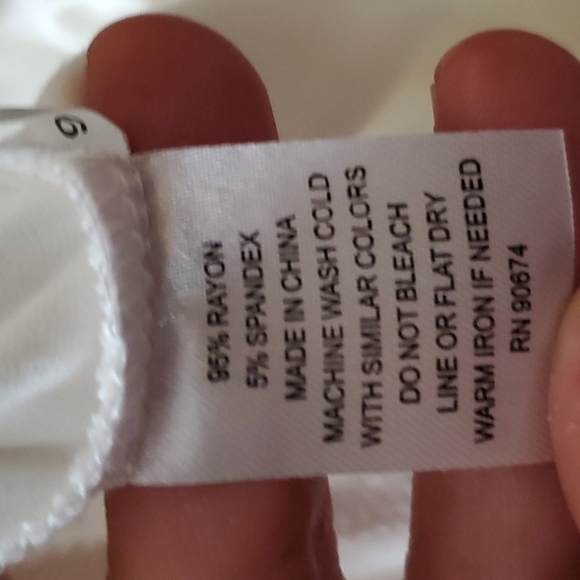 95% RAYON
5% SPANDEX
MADE IN CHINA
MACHINE WASH COLD
WITH SIMILAR COLORS
DO NOT BLEACH
LINE OR FLAT DRY
WARM IRON IF NEEDED
RN 90674